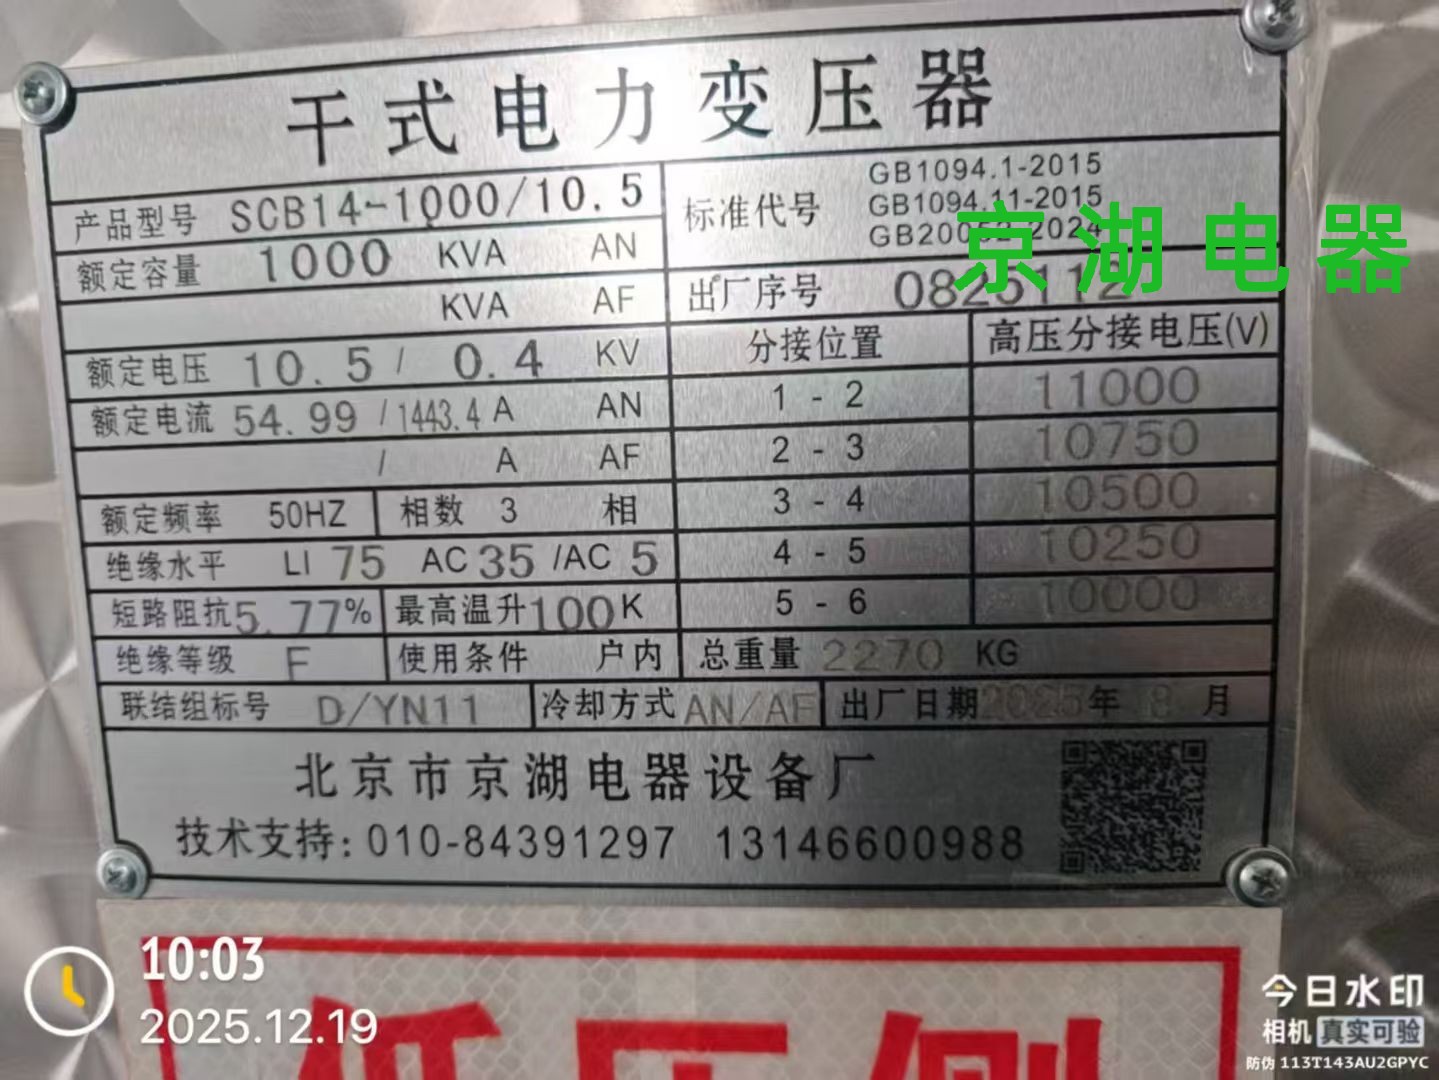 干式电力变压器
产品型号 SCB14-1000/10.5
额定容量 1000 KVA AN
KVA AF
额定电压 10.5 / 0.4 KV
额定电流 54.99 / 1443.4 A AN
/ A AF
额定频率 50HZ 相数 3 相
绝缘水平 LI 75 AC 35 /AC 5
短路阻抗 5.77% 最高温升 100 K
绝缘等级 F 使用条件 户内
联结组标号 D/YN11 冷却方式 AN/AF
标准代号
GB1094.1-2015
GB1094.11-2015
GB20052-2024
出厂序号 0825112
京湖电器
分接位置 高压分接电压(V)
1 - 2 11000
2 - 3 10750
3 - 4 10500
4 - 5 10250
5 - 6 10000
总重量 2270 KG
出厂日期 2025 年 8 月
北京市京湖电器设备厂
技术支持: 010-84391297 13146600988
10:03
2025.12.19
低压侧
今日水印
相机 真实可验
防伪 113T143AU2GPYC